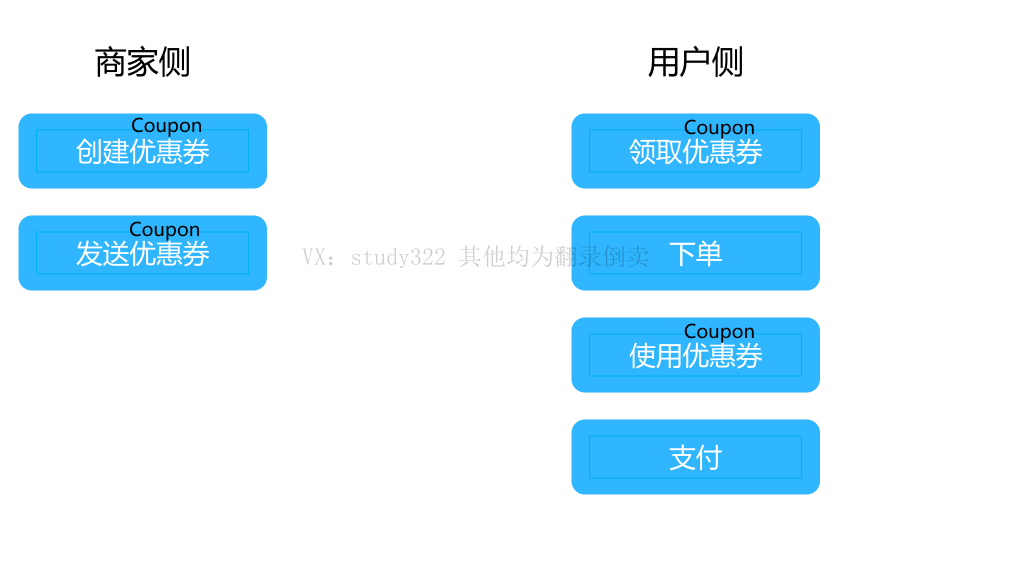 商家侧
Coupon
创建优惠券
Coupon
发送优惠券
用户侧
Coupon
领取优惠券
下单
Coupon
使用优惠券
支付
VX: study322 其他均为翻录倒卖